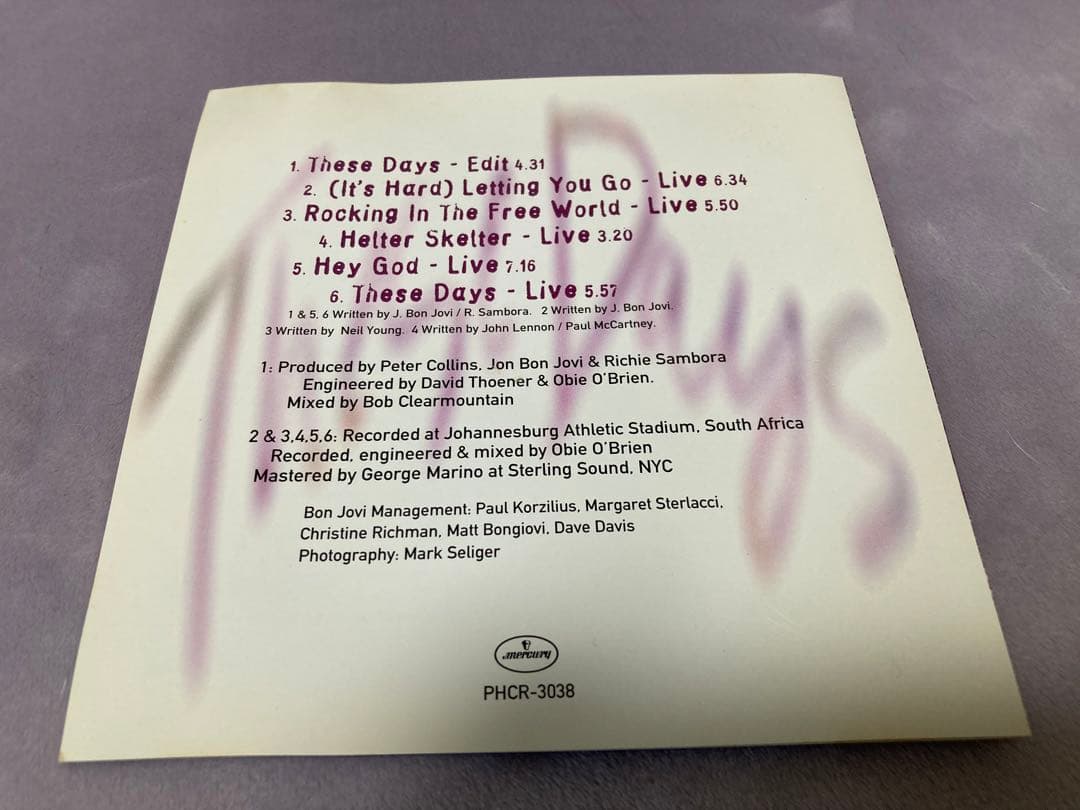 These Days
1. These Days - Edit 4.31
2. (It's Hard) Letting You Go - Live 6.34
3. Rocking In The Free World - Live 5.50
4. Helter Skelter - Live 3.20
5. Hey God - Live 7.16
6. These Days - Live 5.57
1 & 5. 6 Written by J. Bon Jovi / R. Sambora. 2 Written by J. Bon Jovi.
3 Written by Neil Young. 4 Written by John Lennon / Paul McCartney.
1: Produced by Peter Collins, Jon Bon Jovi & Richie Sambora
Engineered by David Thoener & Obie O'Brien.
Mixed by Bob Clearmountain
2 & 3,4,5,6: Recorded at Johannesburg Athletic Stadium, South Africa
Recorded, engineered & mixed by Obie O'Brien
Mastered by George Marino at Sterling Sound, NYC
Bon Jovi Management: Paul Korzilius, Margaret Sterlacci,
Christine Richman, Matt Bongiovi, Dave Davis
Photography: Mark Seliger
mercury
PHCR-3038